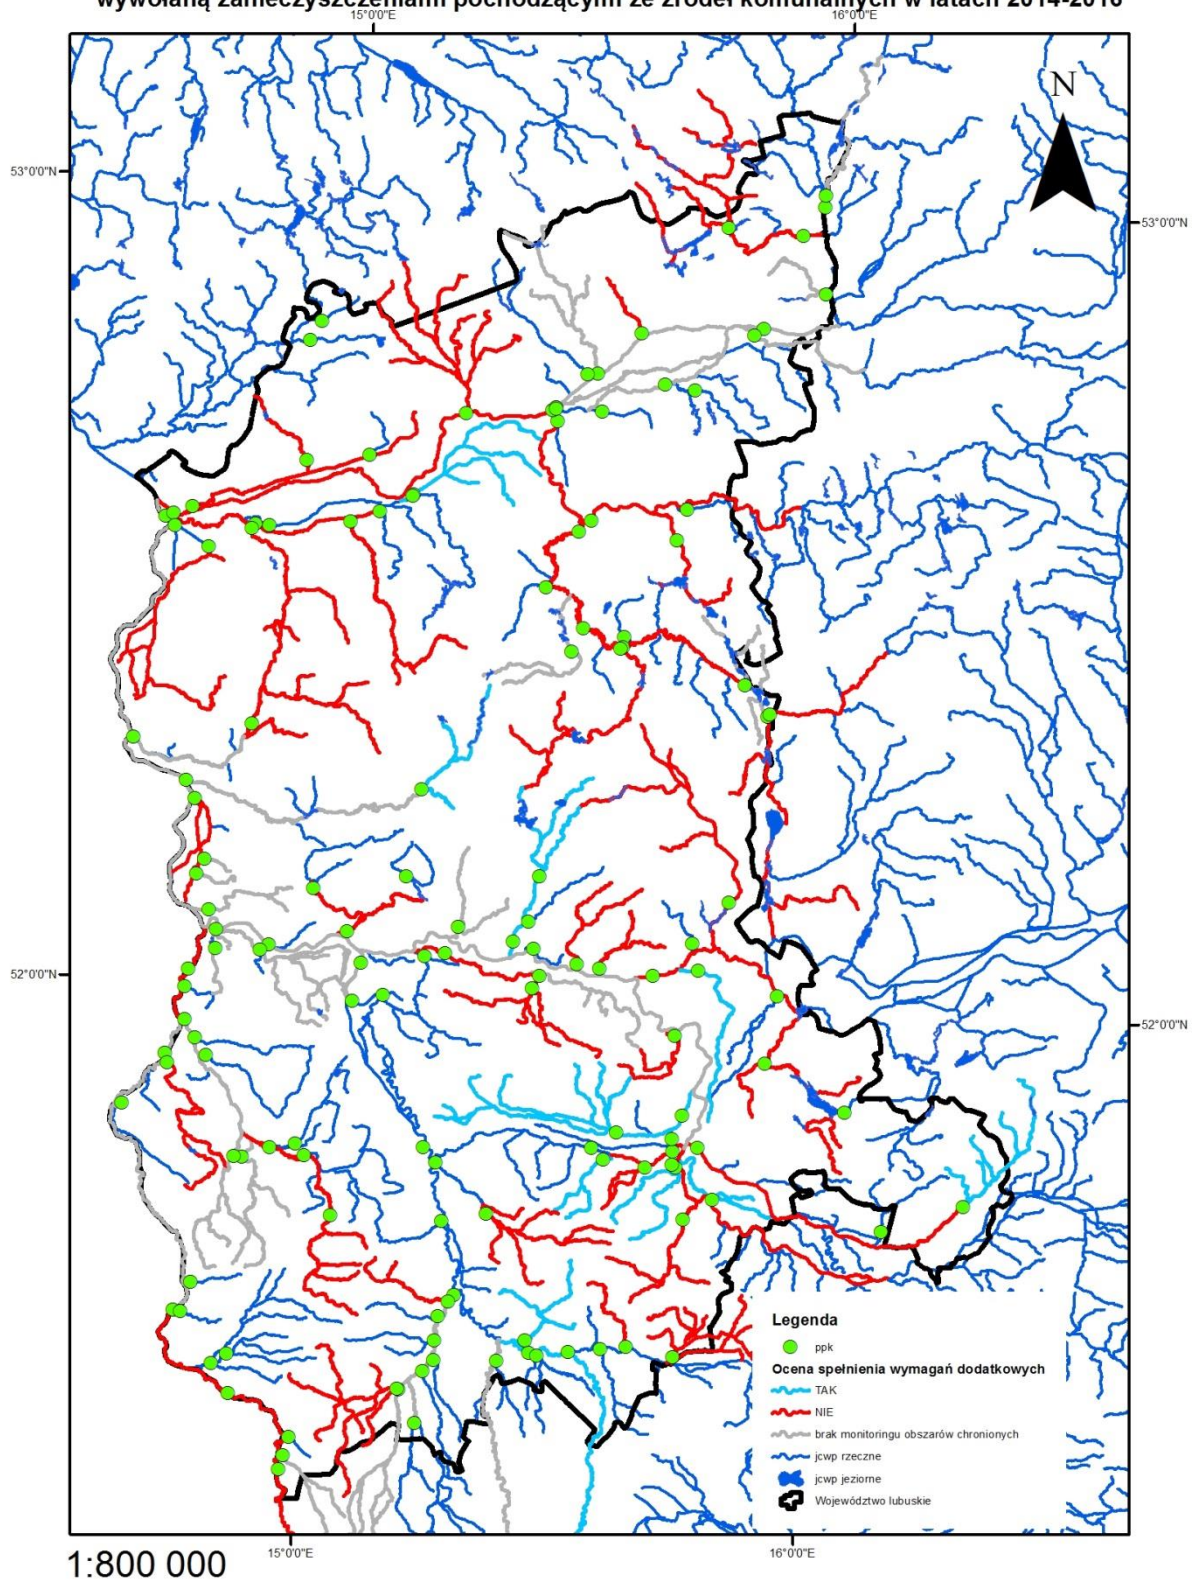 wywołaną zanieczyszczeniami pochodzącymi ze źródeł komunalnych w latach 2014-2016
15°0'0"E
16°0'0"E
N
53°0'0"N
53°0'0"N
52°0'0"N
52°0'0"N
Legenda
ppk
Ocena spełnienia wymagań dodatkowych
TAK
NIE
brak monitoringu obszarów chronionych
jcwp rzeczne
jcwp jeziorne
Województwo lubuskie
15°0'0"E
16°0'0"E
1:800 000